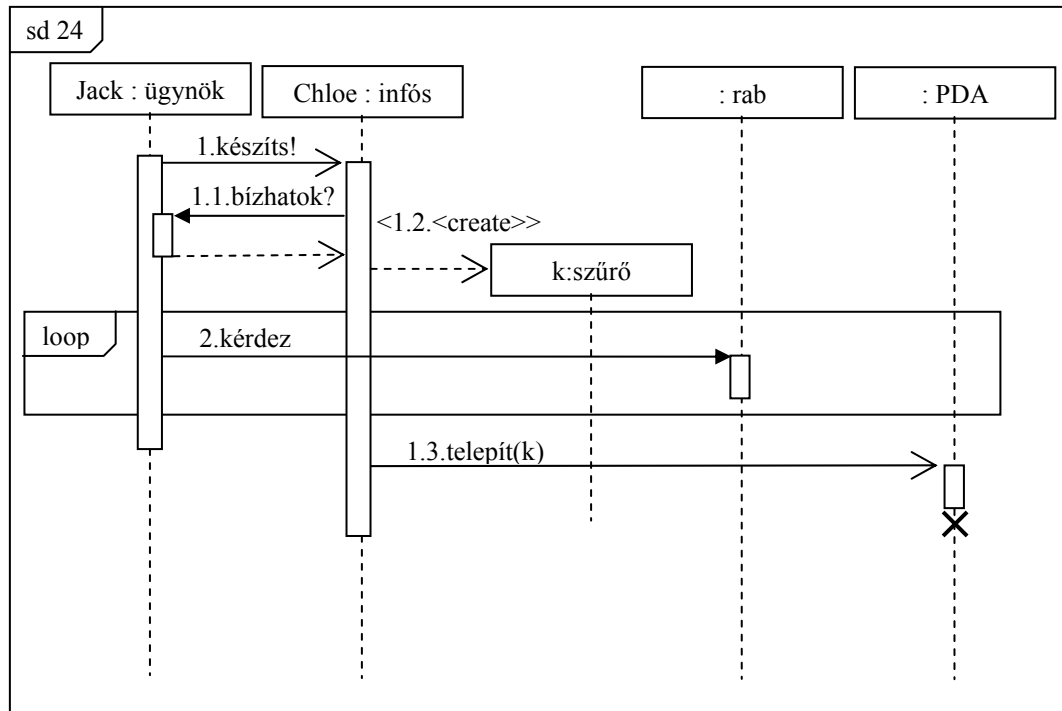 sd 24
Jack : ügynök
Chloe : infós
: rab
: PDA
1.készíts!
1.1.bízhatok?
<1.2.<create>>
k:szűrő
loop
2.kérdez
1.3.telepít(k)